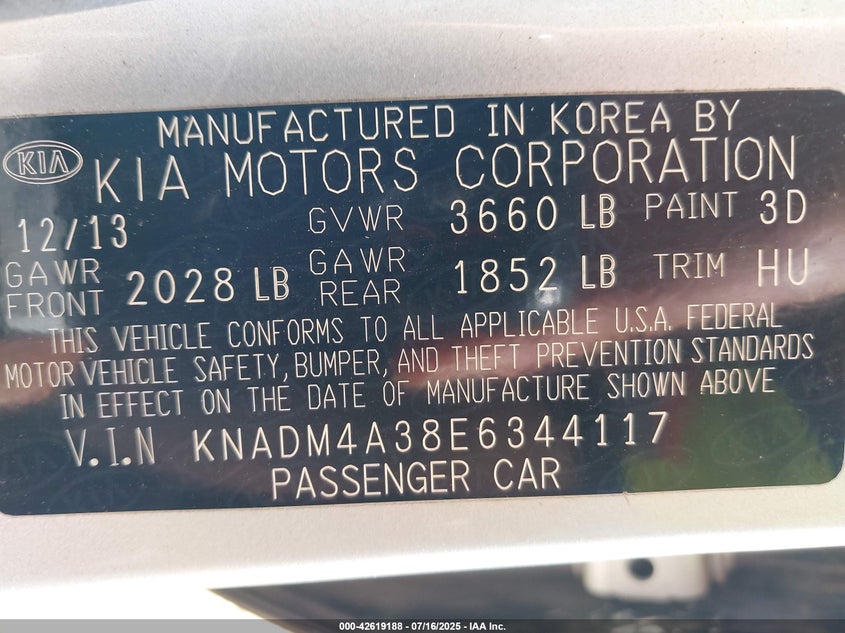 MANUFACTURED IN KOREA BY
KIA KIA MOTORS CORPORATION
12/13 GVWR 3660 LB PAINT 3D
GAWR FRONT 2028 LB GAWR REAR 1852 LB TRIM HU
THIS VEHICLE CONFORMS TO ALL APPLICABLE U.S.A. FEDERAL
MOTOR VEHICLE SAFETY, BUMPER, AND THEFT PREVENTION STANDARDS
IN EFFECT ON THE DATE OF MANUFACTURE SHOWN ABOVE
V.I.N KNADM4A38E6344117
PASSENGER CAR
000-42619188 - 07/16/2025 - IAA Inc.